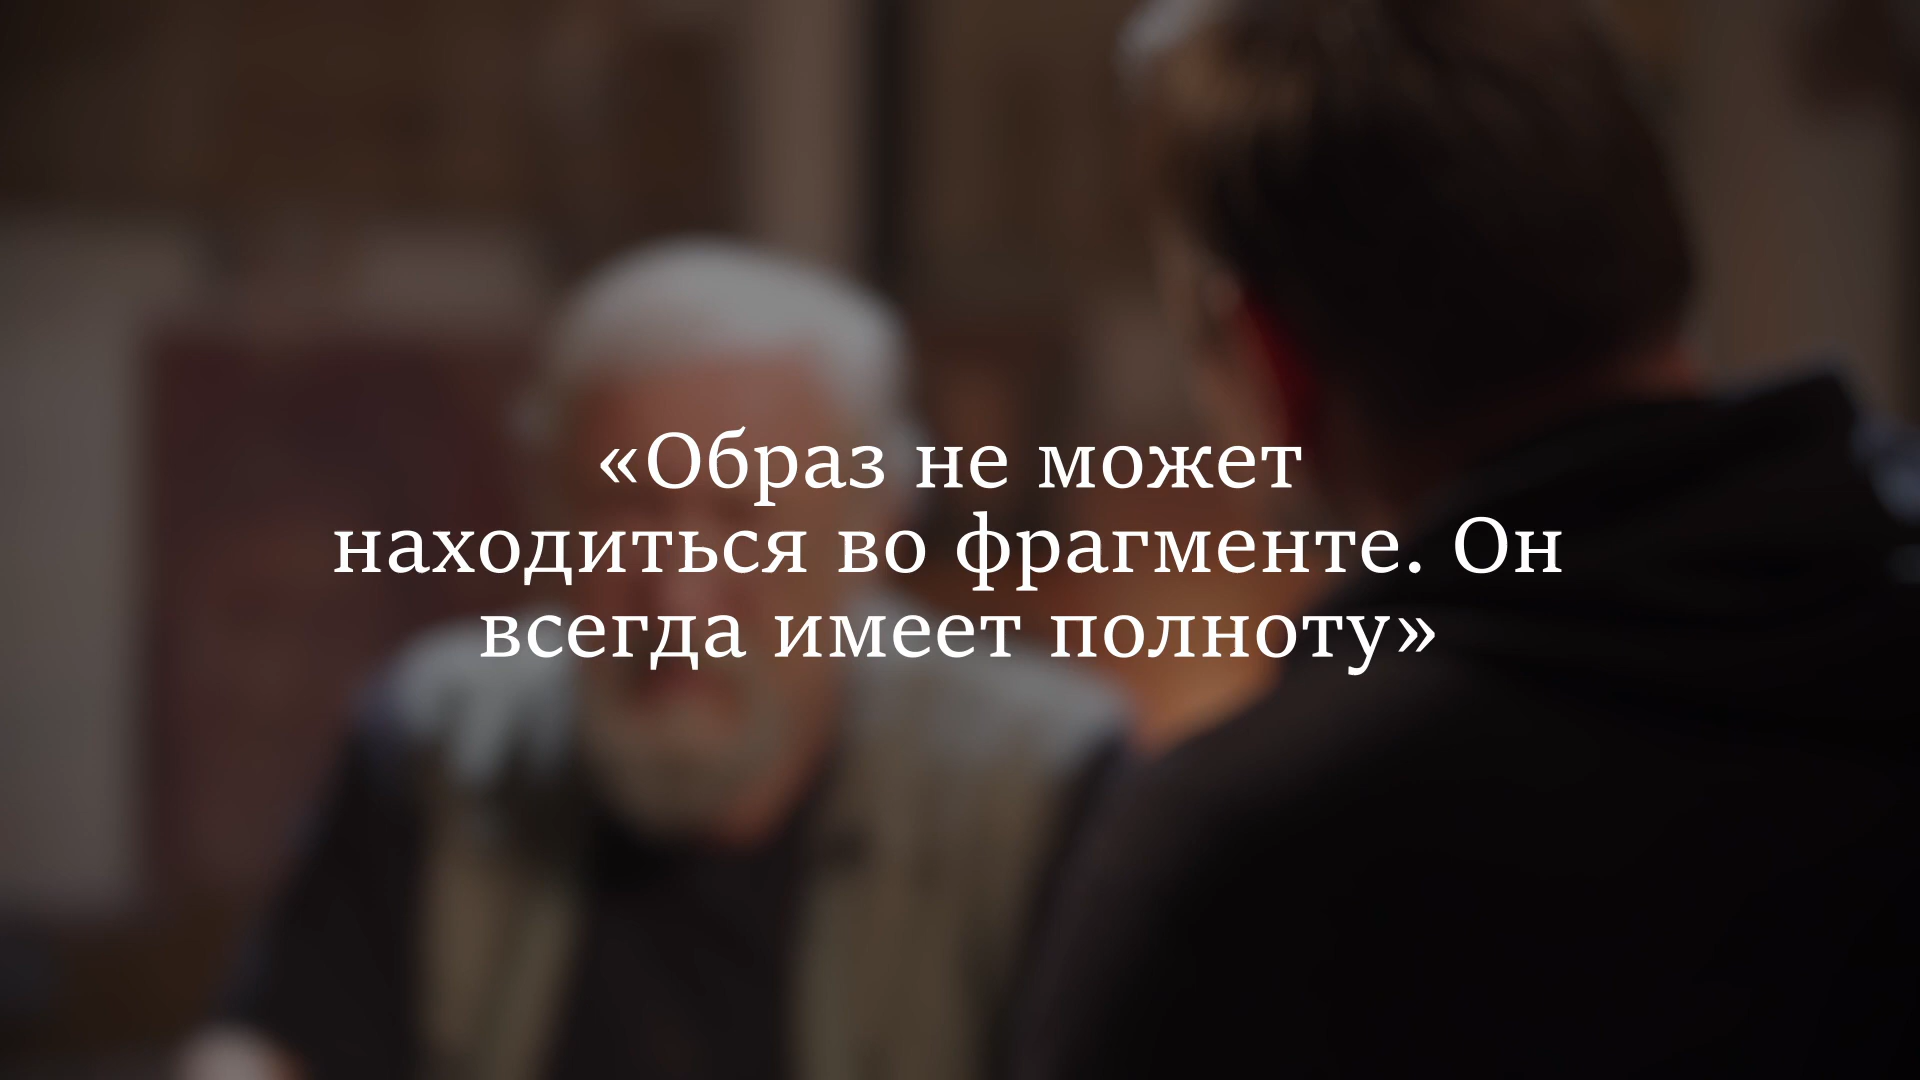 «Образ не может
находиться во фрагменте. Он
всегда имеет полноту»